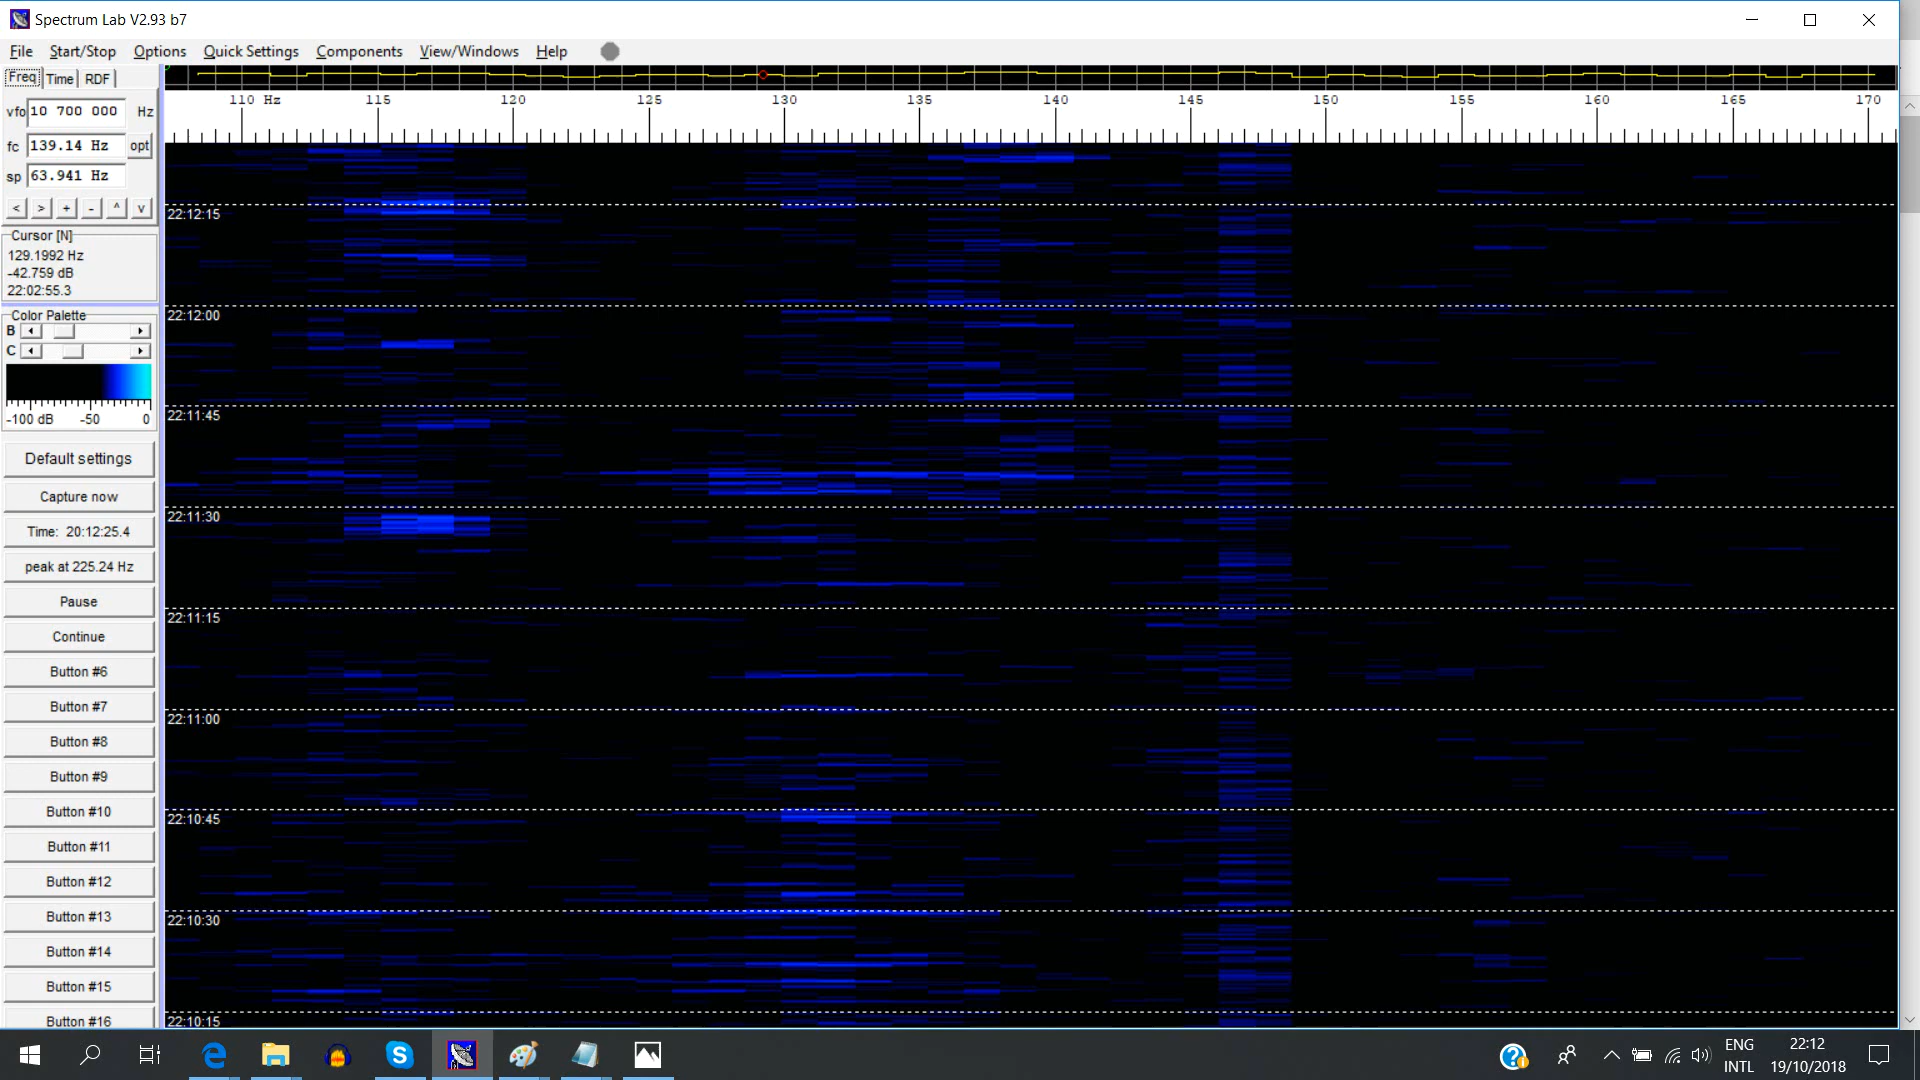 Spectrum Lab V2.93 b7
File Start/Stop Options Quick Settings Components View/Windows Help
Freq Time RDF
vfo 10 700 000 Hz
fc 139.14 Hz opt
sp 63.941 Hz
< > + - ^ v
Cursor [N]
129.1992 Hz
-42.759 dB
22:02:55.3
Color Palette
B
C
-100 dB -50 0
Default settings
Capture now
Time: 20:12:25.4
peak at 225.24 Hz
Pause
Continue
Button #6
Button #7
Button #8
Button #9
Button #10
Button #11
Button #12
Button #13
Button #14
Button #15
Button #16
110 Hz 115 120 125 130 135 140 145 150 155 160 165 170
22:12:15
22:12:00
22:11:45
22:11:30
22:11:15
22:11:00
22:10:45
22:10:30
22:10:15
ENG
INTL
22:12
19/10/2018